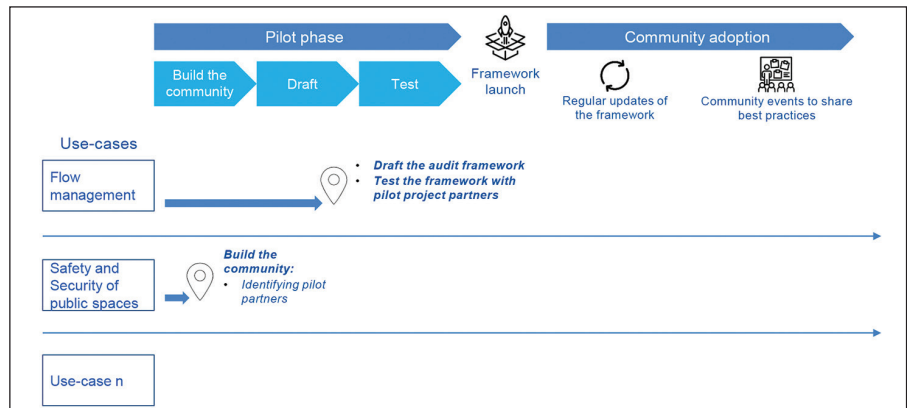 Pilot phase
Community adoption
Build the
community
Draft
Test
Framework
launch
Regular updates of
the framework
Community events to share
best practices
Use-cases
Flow
management
• Draft the audit framework
• Test the framework with
pilot project partners
Safety and
Security of
public spaces
Build the
community:
• Identifying pilot
partners
Use-case n